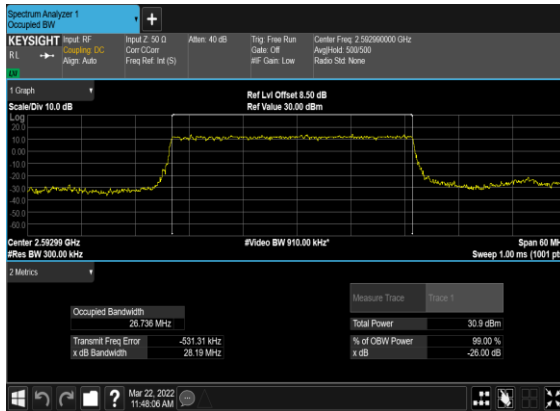 Spectrum Analyzer 1
Occupied BW
+
KEYSIGHT
RL
LXI
Input: RF
Coupling: DC
Align: Auto
Input Z: 50 Ω
Corr CCorr
Freq Ref: Int (S)
Atten: 40 dB
Trig: Free Run
Gate: Off
#IF Gain: Low
Center Freq: 2.592990000 GHz
Avg|Hold: 500/500
Radio Std: None
1 Graph
Scale/Div 10.0 dB
Ref Lvl Offset 8.50 dB
Ref Value 30.00 dBm
Log
20.0
10.0
0.00
-10.0
-20.0
-30.0
-40.0
-50.0
-60.0
Center 2.59299 GHz
#Res BW 300.00 kHz
#Video BW 910.00 kHz*
Span 60 MH
Sweep 1.00 ms (1001 pt
2 Metrics
Measure Trace
Trace 1
Occupied Bandwidth
26.736 MHz
Total Power
30.9 dBm
Transmit Freq Error
-531.31 kHz
% of OBW Power
99.00 %
x dB Bandwidth
28.19 MHz
x dB
-26.00 dB
?
Mar 22, 2022
11:48:06 AM